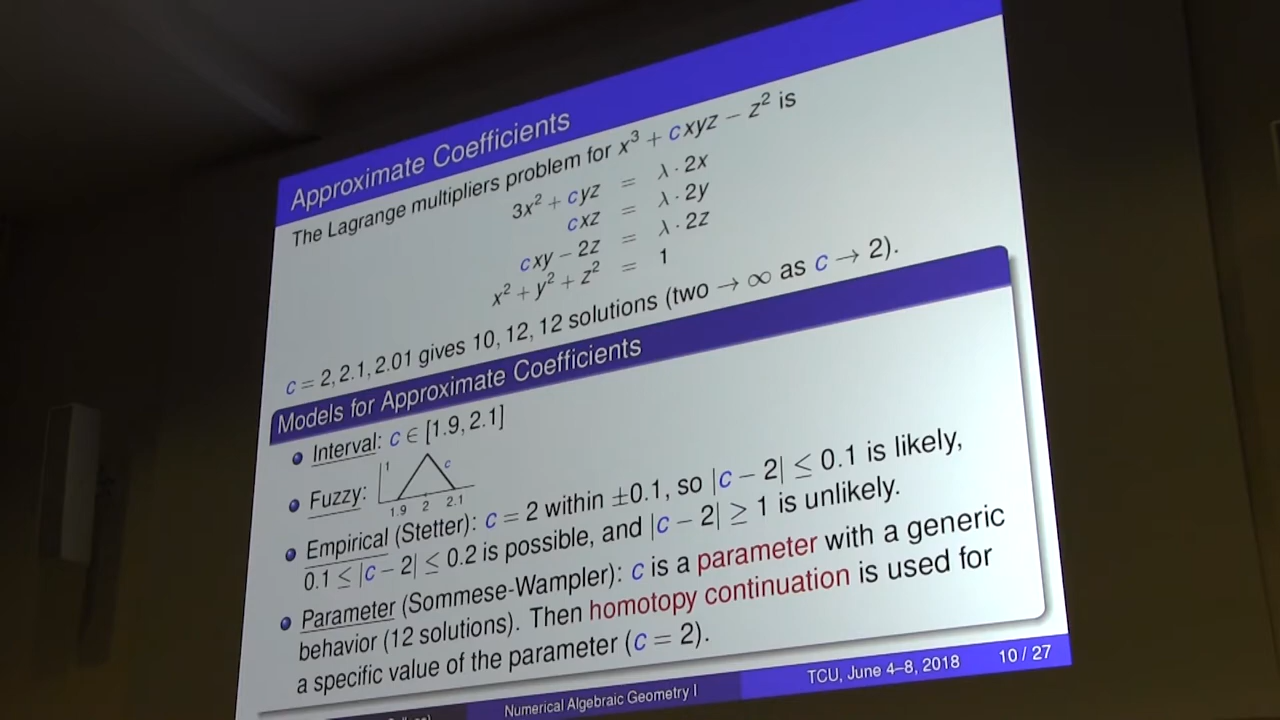 Approximate Coefficients
The Lagrange multipliers problem for x³ + cxyz − z² is
3x² + cyz = λ · 2x
cxz = λ · 2y
cxy − 2z = λ · 2z
x² + y² + z² = 1
c = 2, 2.1, 2.01 gives 10, 12, 12 solutions (two → ∞ as c → 2).
Models for Approximate Coefficients
Interval: c ∈ [1.9, 2.1]
Fuzzy: 1 c
1.9 2 2.1
Empirical (Stetter): c = 2 within ±0.1, so |c − 2| ≤ 0.1 is likely,
0.1 ≤ |c − 2| ≤ 0.2 is possible, and |c − 2| ≥ 1 is unlikely.
Parameter (Sommese-Wampler): c is a parameter with a generic
behavior (12 solutions). Then homotopy continuation is used for
a specific value of the parameter (c = 2).
Numerical Algebraic Geometry I
TCU, June 4–8, 2018 10 / 27